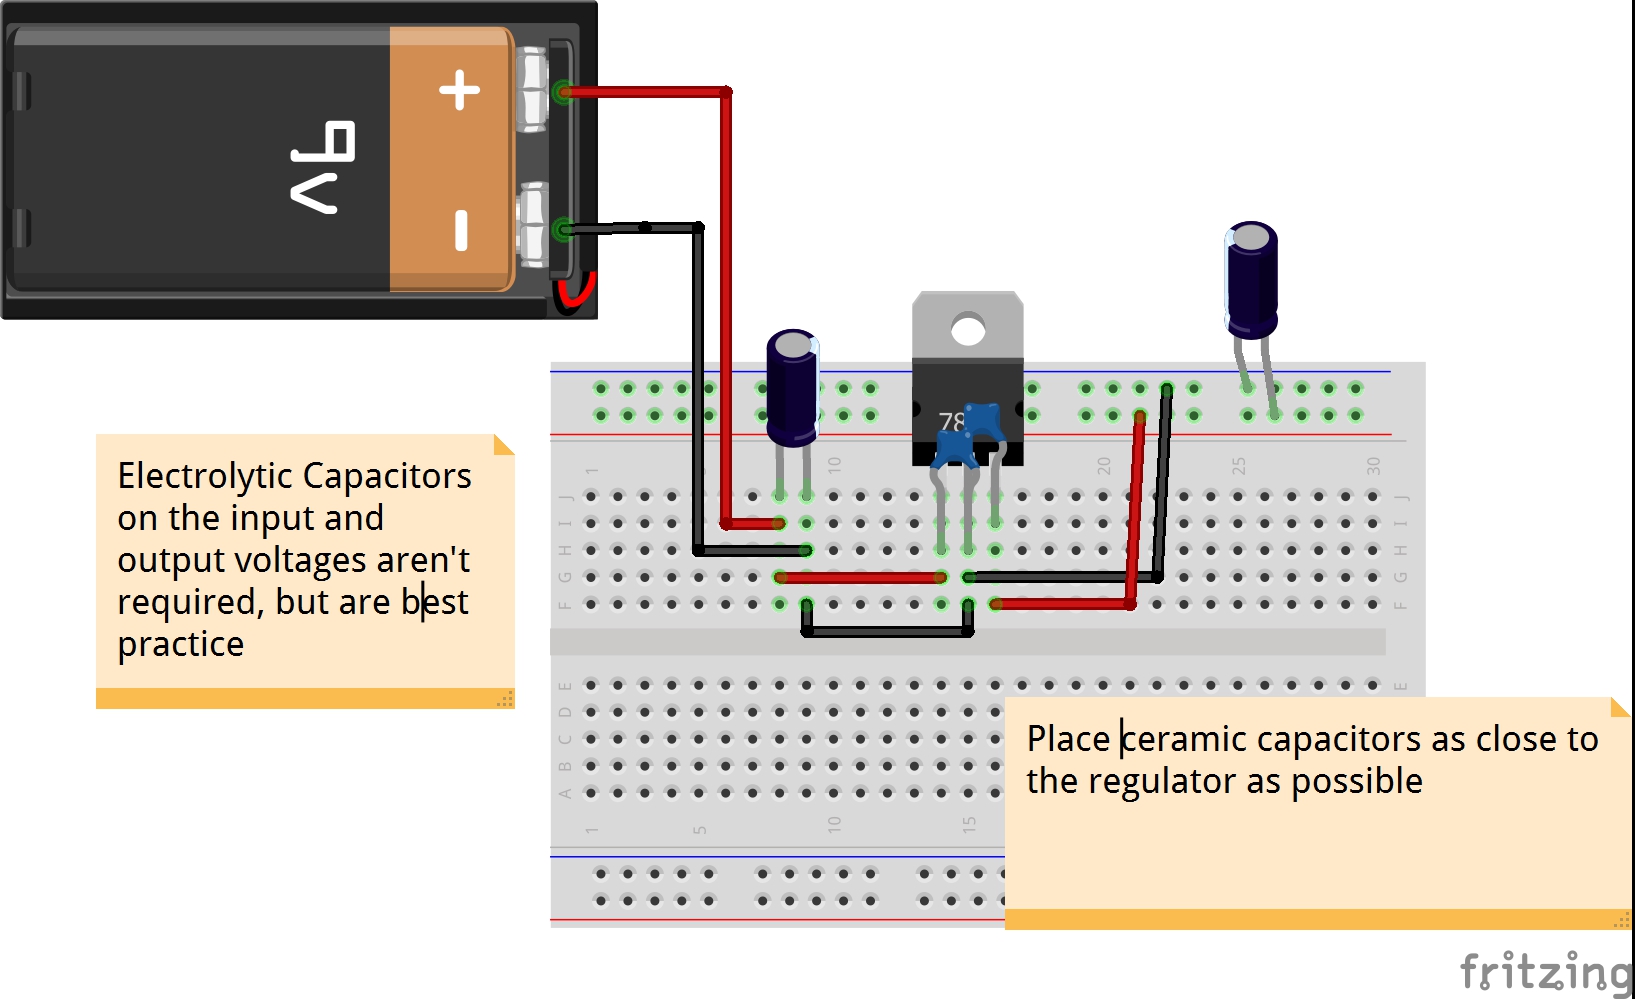 9v
+
-
78
1
5
10
20
25
30
J
J
I
I
H
H
G
G
F
F
Electrolytic Capacitors
on the input and
output voltages aren't
required, but are best
practice
E
E
D
C
B
A
Place ceramic capacitors as close to
the regulator as possible
1
5
10
15
fritzing